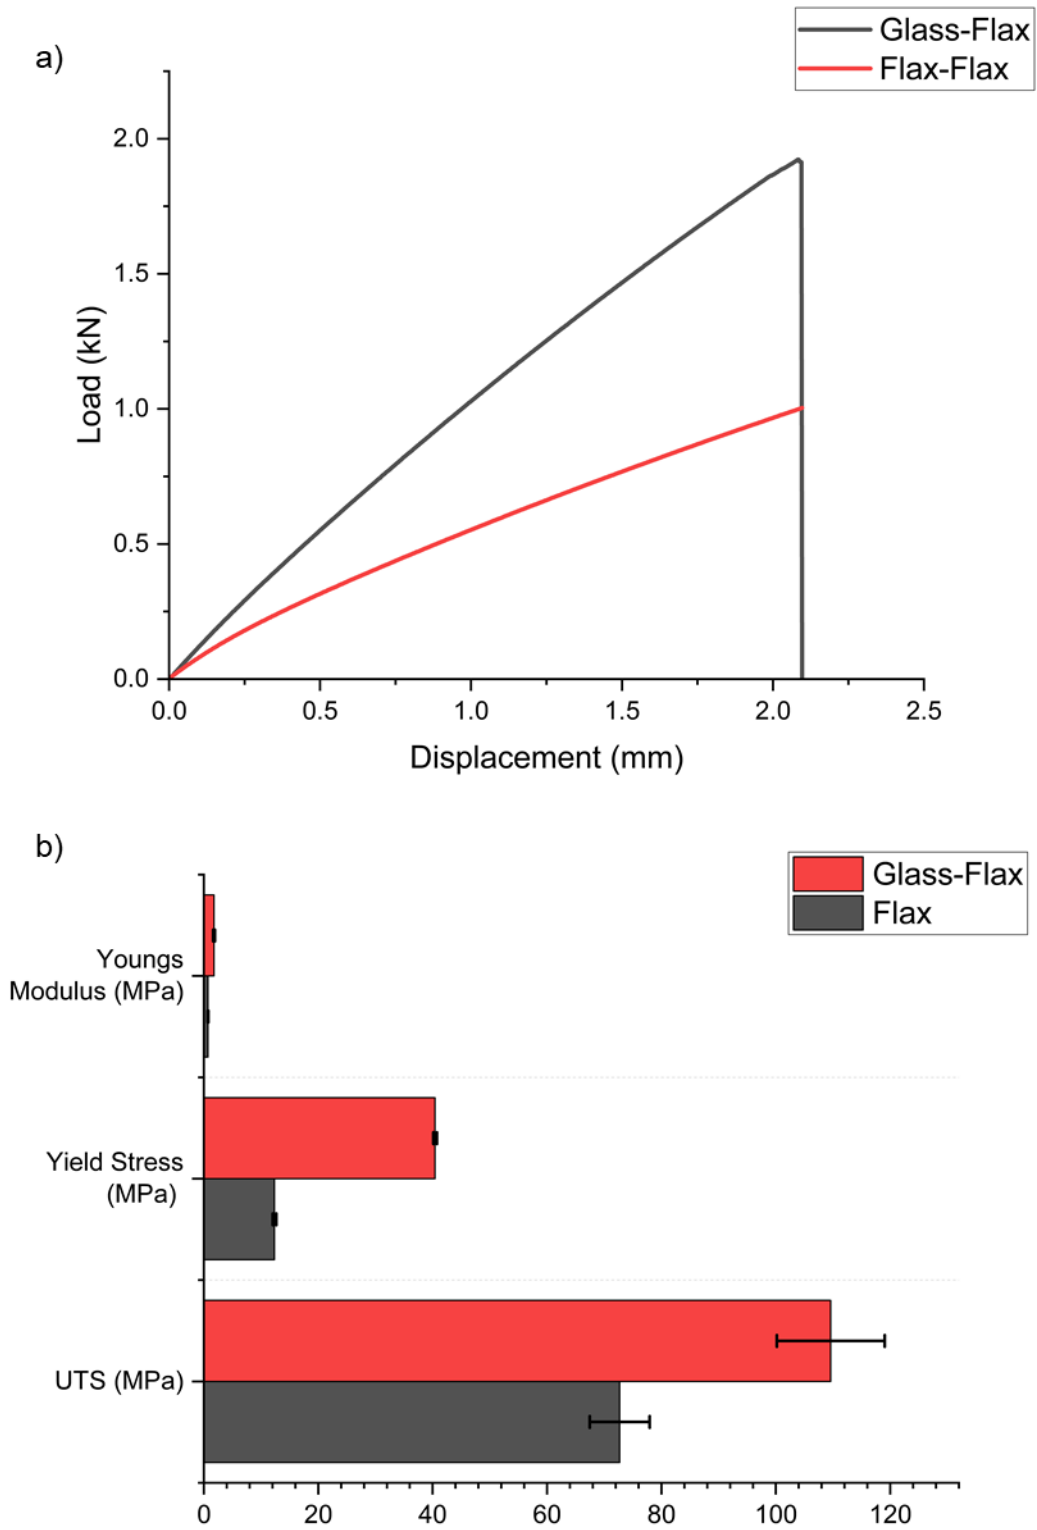 a)
Glass-Flax
Flax-Flax
2.0
1.5
1.0
0.5
0.0
Load (kN)
0.0 0.5 1.0 1.5 2.0 2.5
Displacement (mm)
b)
Glass-Flax
Flax
Youngs
Modulus (MPa)
Yield Stress
(MPa)
UTS (MPa)
0 20 40 60 80 100 120